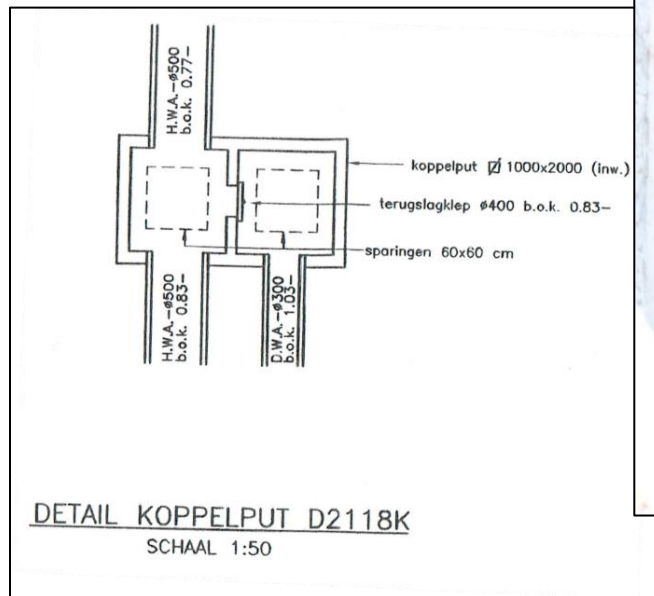 H.W.A.-ø500
b.o.k. 0.77-
koppelput ⌀ 1000x2000 (inw.)
terugslagklep ø400 b.o.k. 0.83-
sparingen 60x60 cm
H.W.A.-ø500
b.o.k. 0.83-
D.W.A.-ø300
b.o.k. 1.03-
DETAIL KOPPELPUT D2118K
SCHAAL 1:50